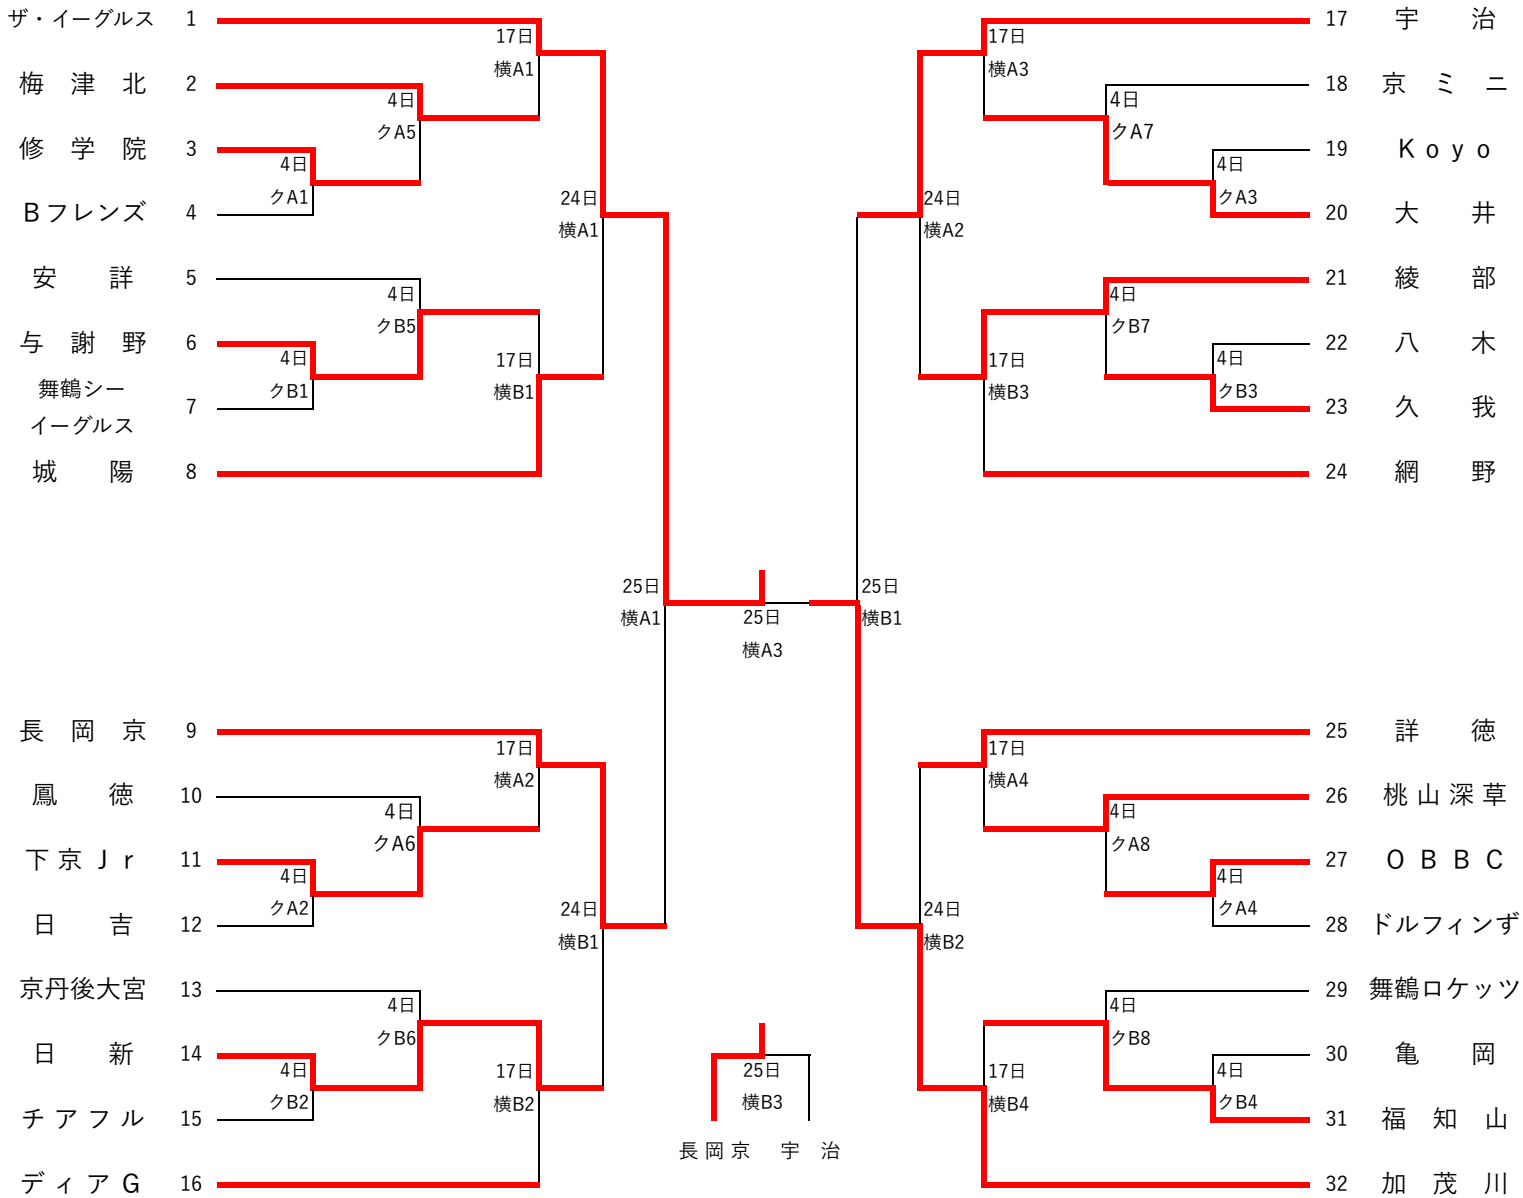 ザ・イーグルス 1
梅津北 2
修学院 3
Bフレンズ 4
安詳 5
与謝野 6
舞鶴シー
イーグルス 7
城陽 8
17日
横A1
4日
クA5
4日
クA1
24日
横A1
4日
クB5
4日
クB1
17日
横B1
長岡京 9
鳳徳 10
下京Jr 11
日吉 12
京丹後大宮 13
日新 14
チアフル 15
ディアG 16
17日
横A2
4日
クA6
4日
クA2
24日
横B1
4日
クB6
4日
クB2
17日
横B2
25日
横A1
25日
横A3
25日
横B1
25日
横B3
長岡京 宇治
17 宇治
18 京ミニ
19 Koyo
20 大井
21 綾部
22 八木
23 久我
24 網野
17日
横A3
4日
クA7
4日
クA3
24日
横A2
4日
クB7
4日
クB3
17日
横B3
25 詳徳
26 桃山深草
27 OBBC
28 ドルフィンず
29 舞鶴ロケッツ
30 亀岡
31 福知山
32 加茂川
17日
横A4
4日
クA8
4日
クA4
24日
横B2
4日
クB8
4日
クB4
17日
横B4